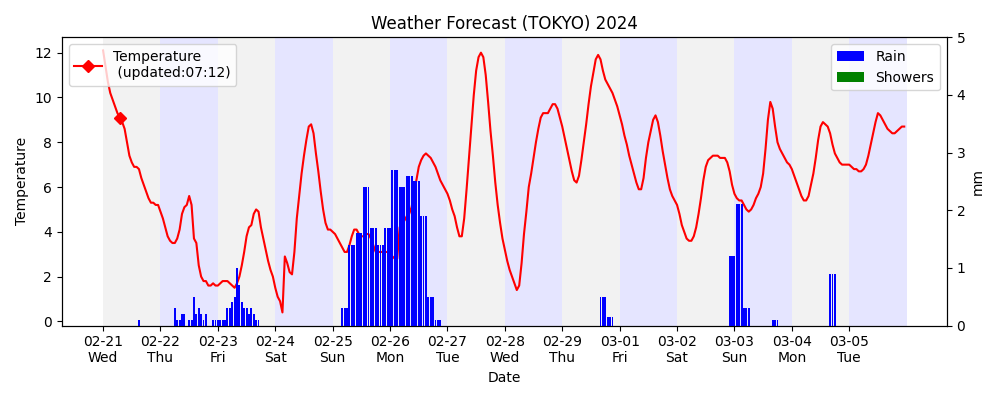 Weather Forecast (TOKYO) 2024
Temperature
(updated:07:12)
Rain
Showers
Temperature
12
10
8
6
4
2
0
5
4
3
2
1
0
mm
02-21 02-22 02-23 02-24 02-25 02-26 02-27 02-28 02-29 03-01 03-02 03-03 03-04 03-05
Wed Thu Fri Sat Sun Mon Tue Wed Thu Fri Sat Sun Mon Tue
Date